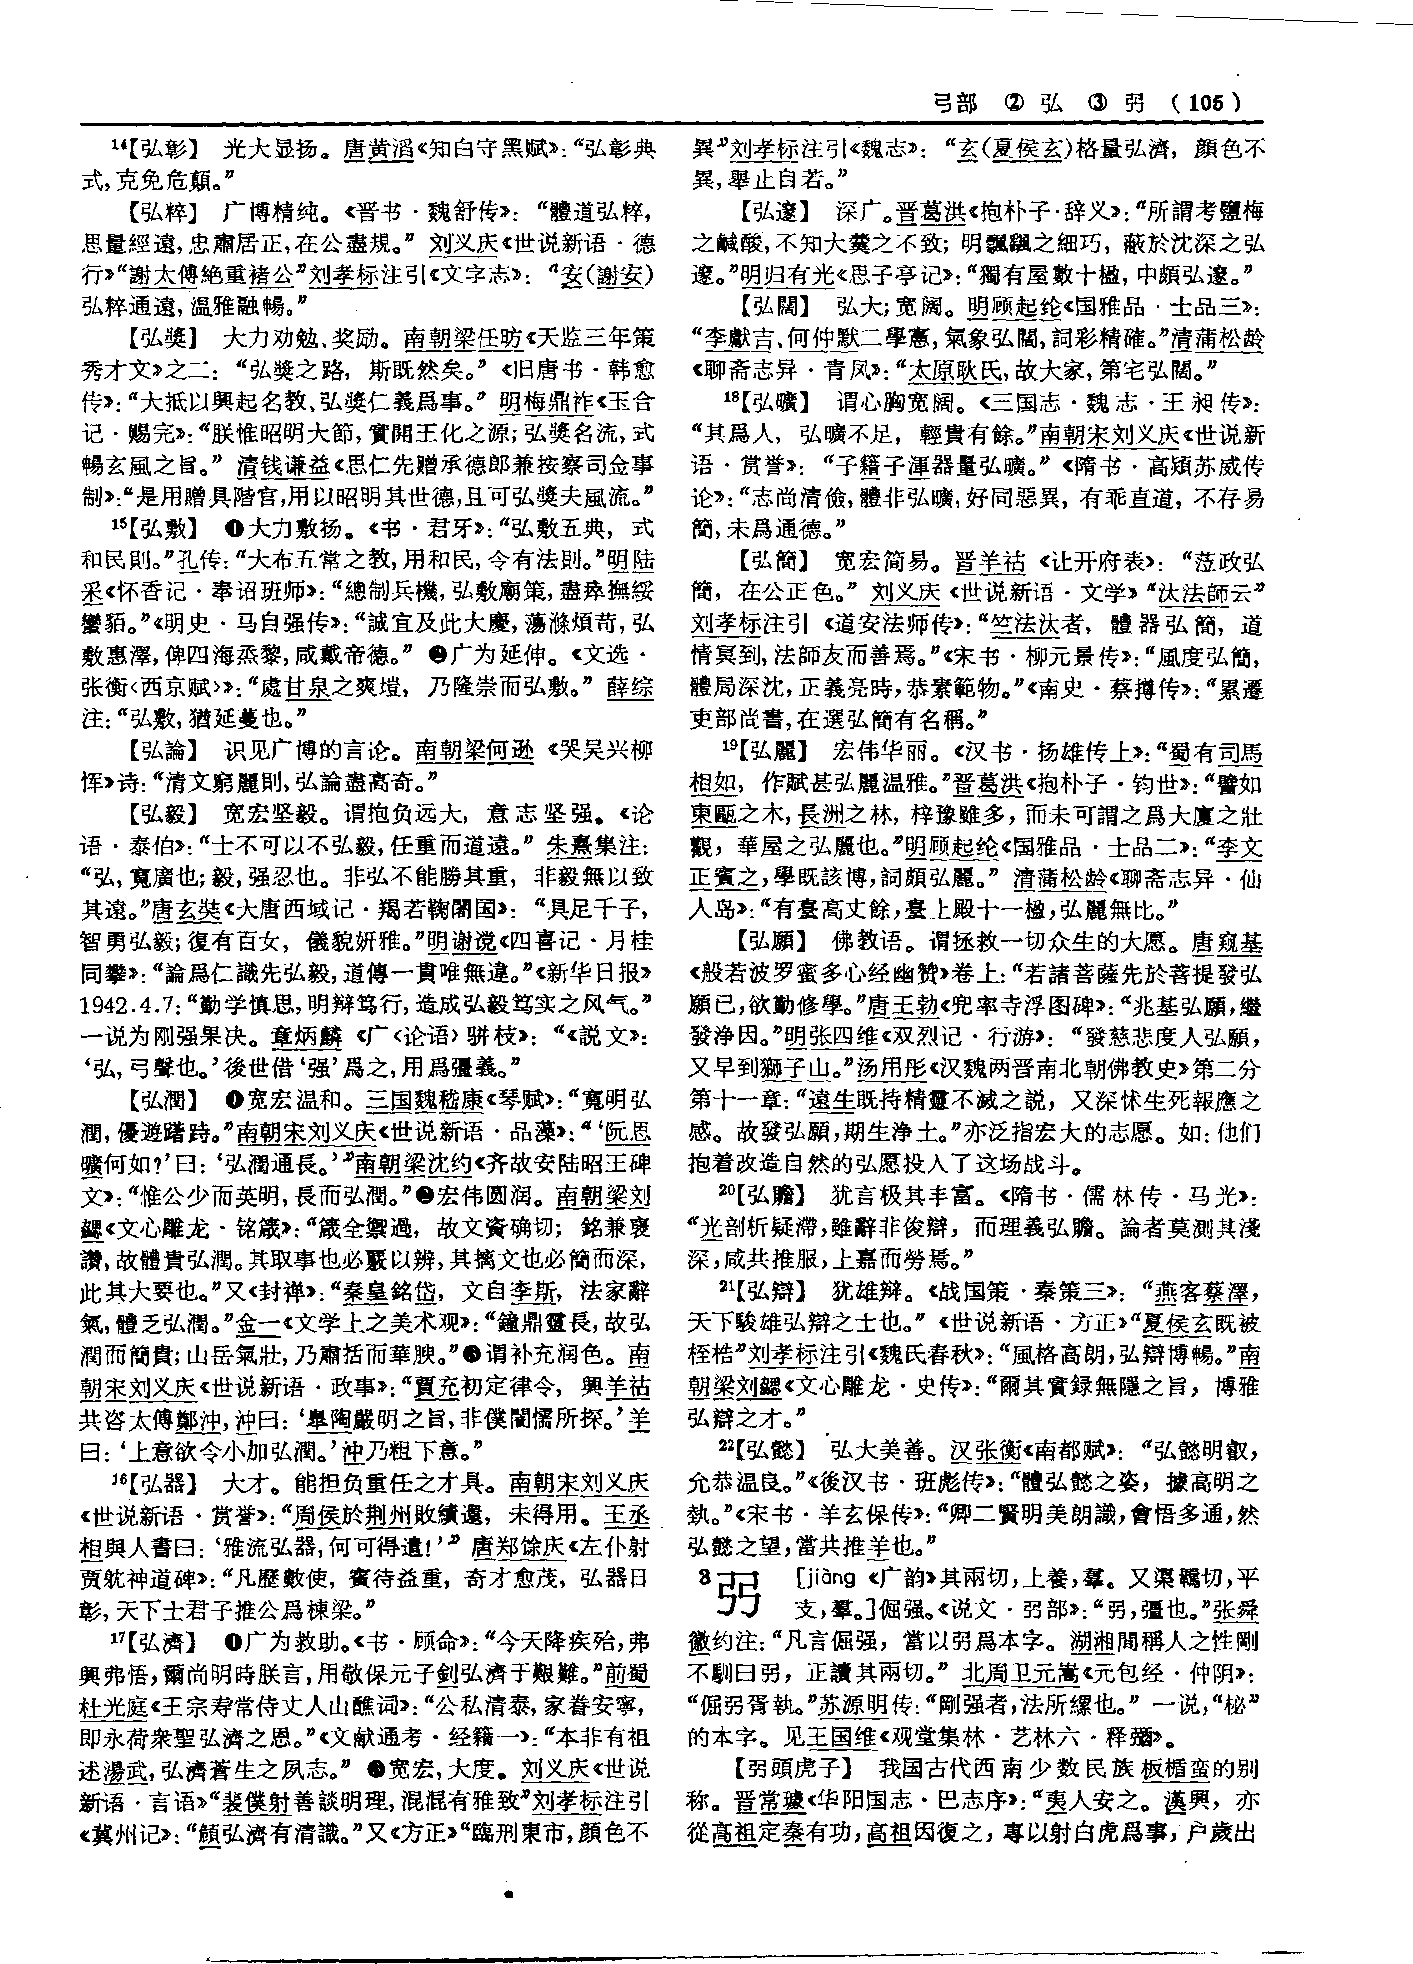 弓部　②弘　③弜　（105）
¹⁴【弘彰】　光大显扬。唐黄滔《知白守黑赋》：“弘彰典
式，克免危顛。”
【弘粹】　广博精纯。《晋书·魏舒传》：“體道弘粹，
思量經遠，忠肅居正，在公盡規。”刘义庆《世说新语·德
行》“謝太傅絶重褚公”刘孝标注引《文字志》：“安（謝安）
弘粹通遠，温雅融暢。”
【弘奬】　大力劝勉、奖励。南朝梁任昉《天监三年策
秀才文》之二：“弘奬之路，斯既然矣。”《旧唐书·韩愈
传》：“大抵以興起名教、弘奬仁義爲事。”明梅鼎祚《玉合
记·赐完》：“朕惟昭明大節，實開王化之源；弘奬名流，式
暢玄風之旨。”清钱谦益《思仁先赠承德郎兼按察司佥事
制》：“是用贈具階官，用以昭明其世德，且可弘奬夫風流。”
¹⁵【弘敷】　❶大力敷扬。《书·君牙》：“弘敷五典，式
和民則。”孔传：“大布五常之教，用和民，令有法則。”明陆
采《怀香记·奉诏班师》：“總制兵機，弘敷廟策，盡瘁撫綏
蠻貊。”《明史·马自强传》：“誠宜及此大慶，蕩滌煩苛，弘
敷惠澤，俾四海烝黎，咸戴帝德。”❷广为延伸。《文选·
张衡〈西京赋〉》：“處甘泉之爽塏，乃隆崇而弘敷。”薛综
注：“弘敷，猶延蔓也。”
【弘論】　识见广博的言论。南朝梁何逊《哭吴兴柳
恽》诗：“清文窮麗則，弘論盡高奇。”
【弘毅】　宽宏坚毅。谓抱负远大，意志坚强。《论
语·泰伯》：“士不可以不弘毅，任重而道遠。”朱熹集注：
“弘，寬廣也；毅，强忍也。非弘不能勝其重，非毅無以致
其遠。”唐玄奘《大唐西域记·羯若鞠闍国》：“具足千子，
智勇弘毅；復有百女，儀貌妍雅。”明谢谠《四喜记·月桂
同攀》：“論爲仁識先弘毅，道傳一貫唯無違。”《新华日报》
1942.4.7：“勤学慎思，明辩笃行，造成弘毅笃实之风气。”
一说为刚强果决。章炳麟《广〈论语〉骈枝》：“《説文》：
‘弘，弓聲也。’後世借‘强’爲之，用爲彊義。”
【弘潤】　❶宽宏温和。三国魏嵇康《琴赋》：“寬明弘
潤，優遊躇跱。”南朝宋刘义庆《世说新语·品藻》：“‘阮思
曠何如？’曰：‘弘潤通長。’”南朝梁沈约《齐故安陆昭王碑
文》：“惟公少而英明，長而弘潤。”❷宏伟圆润。南朝梁刘
勰《文心雕龙·铭箴》：“箴全禦過，故文資确切；銘兼褒
讚，故體貴弘潤。其取事也必覈以辨，其摛文也必簡而深，
此其大要也。”又《封禅》：“秦皇銘岱，文自李斯，法家辭
氣，體乏弘潤。”金一《文学上之美术观》：“鐘鼎靈長，故弘
潤而簡貴；山岳氣壯，乃肅括而華腴。”❸谓补充润色。南
朝宋刘义庆《世说新语·政事》：“賈充初定律令，與羊祜
共咨太傅鄭沖，沖曰：‘臯陶嚴明之旨，非僕闇懦所探。’羊
曰：‘上意欲令小加弘潤。’沖乃粗下意。”
¹⁶【弘器】　大才。能担负重任之才具。南朝宋刘义庆
《世说新语·赏誉》：“周侯於荆州敗績還，未得用。王丞
相與人書曰：‘雅流弘器，何可得遺！’”唐郑馀庆《左仆射
贾躭神道碑》：“凡歷數使，賓待益重，奇才愈茂，弘器日
彰，天下士君子推公爲棟梁。”
¹⁷【弘濟】　❶广为救助。《书·顾命》：“今天降疾殆，弗
興弗悟，爾尚明時朕言，用敬保元子釗弘濟于艱難。”前蜀
杜光庭《王宗寿常侍丈人山醮词》：“公私清泰，家眷安寧，
即永荷衆聖弘濟之恩。”《文献通考·经籍一》：“本非有祖
述湯武，弘濟蒼生之夙志。”❷宽宏，大度。刘义庆《世说
新语·言语》“裴僕射善談明理，混混有雅致”刘孝标注引
《冀州记》：“頠弘濟有清識。”又《方正》“臨刑東市，顔色不
異”刘孝标注引《魏志》：“玄（夏侯玄）格量弘濟，顔色不
異，舉止自若。”
【弘邃】　深广。晋葛洪《抱朴子·辞义》：“所謂考鹽梅
之鹹酸，不知大羹之不致；明飄颻之細巧，蔽於沈深之弘
邃。”明归有光《思子亭记》：“獨有屋數十楹，中頗弘邃。”
【弘闊】　弘大；宽阔。明顾起纶《国雅品·士品三》：
“李獻吉、何仲默二學憲，氣象弘闊，詞彩精確。”清蒲松龄
《聊斋志异·青凤》：“太原耿氏，故大家，第宅弘闊。”
¹⁸【弘曠】　谓心胸宽阔。《三国志·魏志·王昶传》：
“其爲人，弘曠不足，輕貴有餘。”南朝宋刘义庆《世说新
语·赏誉》：“子籍子渾器量弘曠。”《隋书·高颎苏威传
论》：“志尚清儉，體非弘曠，好同惡異，有乖直道，不存易
簡，未爲通德。”
【弘簡】　宽宏简易。晋羊祜《让开府表》：“莅政弘
簡，在公正色。”刘义庆《世说新语·文学》“汰法師云”
刘孝标注引《道安法师传》：“竺法汰者，體器弘簡，道
情冥到，法師友而善焉。”《宋书·柳元景传》：“風度弘簡，
體局深沈，正義亮時，恭素範物。”《南史·蔡撙传》：“累遷
吏部尚書，在選弘簡有名稱。”
¹⁹【弘麗】　宏伟华丽。《汉书·扬雄传上》：“蜀有司馬
相如，作賦甚弘麗温雅。”晋葛洪《抱朴子·钧世》：“譬如
東甌之木，長洲之林，梓豫雖多，而未可謂之爲大廈之壯
觀，華屋之弘麗也。”明顾起纶《国雅品·士品二》：“李文
正賓之，學既該博，詞頗弘麗。”清蒲松龄《聊斋志异·仙
人岛》：“有臺高丈餘，臺上殿十一楹，弘麗無比。”
【弘願】　佛教语。谓拯救一切众生的大愿。唐窥基
《般若波罗蜜多心经幽赞》卷上：“若諸菩薩先於菩提發弘
願已，欲勤修學。”唐王勃《兜率寺浮图碑》：“兆基弘願，繼
發净因。”明张四维《双烈记·行游》：“發慈悲度人弘願，
又早到獅子山。”汤用彤《汉魏两晋南北朝佛教史》第二分
第十一章：“遠生既持精靈不滅之説，又深怵生死報應之
感。故發弘願，期生浄土。”亦泛指宏大的志愿。如：他们
抱着改造自然的弘愿投入了这场战斗。
²⁰【弘贍】　犹言极其丰富。《隋书·儒林传·马光》：
“光剖析疑滯，雖辭非俊辯，而理義弘贍。論者莫測其淺
深，咸共推服，上嘉而勞焉。”
²¹【弘辯】　犹雄辩。《战国策·秦策三》：“燕客蔡澤，
天下駿雄弘辯之士也。”《世说新语·方正》“夏侯玄既被
桎梏”刘孝标注引《魏氏春秋》：“風格高朗，弘辯博暢。”南
朝梁刘勰《文心雕龙·史传》：“爾其實録無隱之旨，博雅
弘辯之才。”
²²【弘懿】　弘大美善。汉张衡《南都赋》：“弘懿明叡，
允恭温良。”《後汉书·班彪传》：“體弘懿之姿，據高明之
埶。”《宋书·羊玄保传》：“卿二賢明美朗識，會悟多通，然
弘懿之望，當共推羊也。”
³弜　［jiàng《广韵》其兩切，上養，羣。又渠羈切，平
支，羣。］倔强。《说文·弜部》：“弜，彊也。”张舜
徽约注：“凡言倔强，當以弜爲本字。湖湘間稱人之性剛
不馴曰弜，正讀其兩切。”北周卫元嵩《元包经·仲阴》：
“倔弜胥執。”苏源明传：“剛强者，法所縲也。”一说，“柲”
的本字。见王国维《观堂集林·艺林六·释弼》。
【弜頭虎子】　我国古代西南少数民族板楯蛮的别
称。晋常璩《华阳国志·巴志序》：“夷人安之。漢興，亦
從高祖定秦有功，高祖因復之，專以射白虎爲事，户歲出